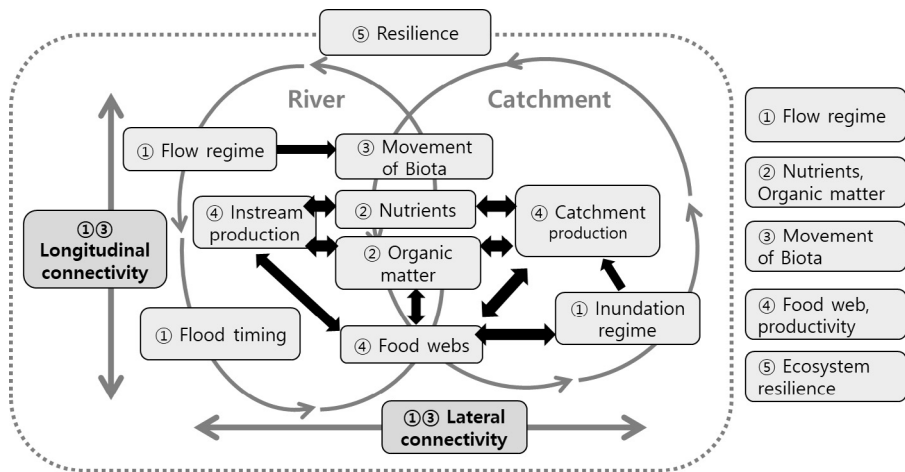 ⑤ Resilience
River
Catchment
① Flow regime
③ Movement
of Biota
④ Instream
production
② Nutrients
④ Catchment
production
② Organic
matter
①③
Longitudinal
connectivity
① Flood timing
④ Food webs
① Inundation
regime
①③ Lateral
connectivity
① Flow regime
② Nutrients,
Organic matter
③ Movement
of Biota
④ Food web,
productivity
⑤ Ecosystem
resilience